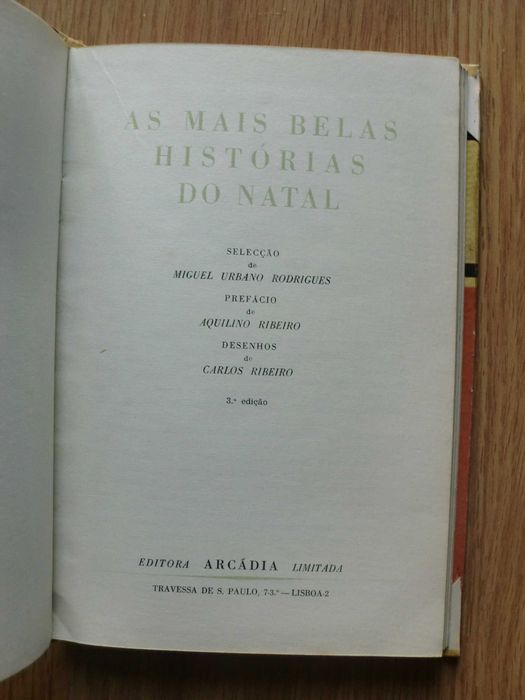 AS MAIS BELAS
HISTÓRIAS
DO NATAL
SELECÇÃO
de
MIGUEL URBANO RODRIGUES
PREFÁCIO
de
AQUILINO RIBEIRO
DESENHOS
de
CARLOS RIBEIRO
3.ª edição
EDITORA ARCÁDIA LIMITADA
TRAVESSA DE S. PAULO, 7-3.º — LISBOA-2